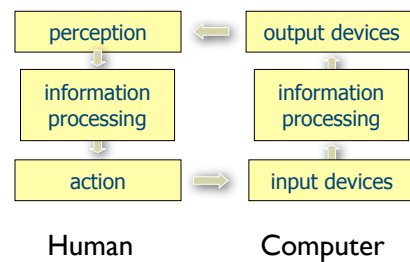 perception
output devices
information
processing
information
processing
action
input devices
Human
Computer